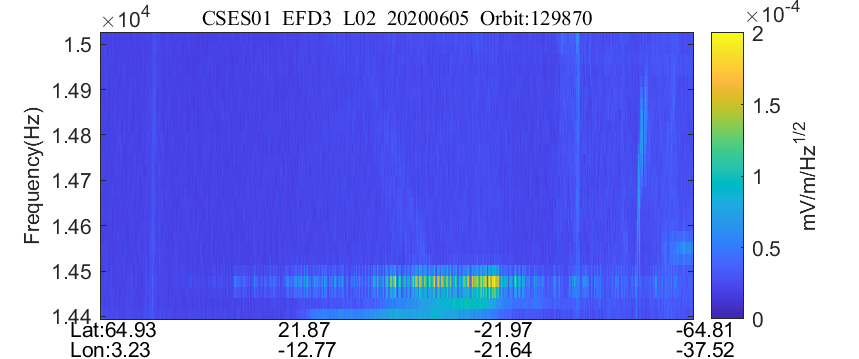 ×10^4
CSES01 EFD3 L02 20200605 Orbit:129870
×10^-4
1.5
1.49
1.48
1.47
1.46
1.45
1.44
Frequency(Hz)
2
1.5
1
0.5
0
mV/m/Hz^1/2
Lat:64.93 21.87 -21.97 -64.81
Lon:3.23 -12.77 -21.64 -37.52